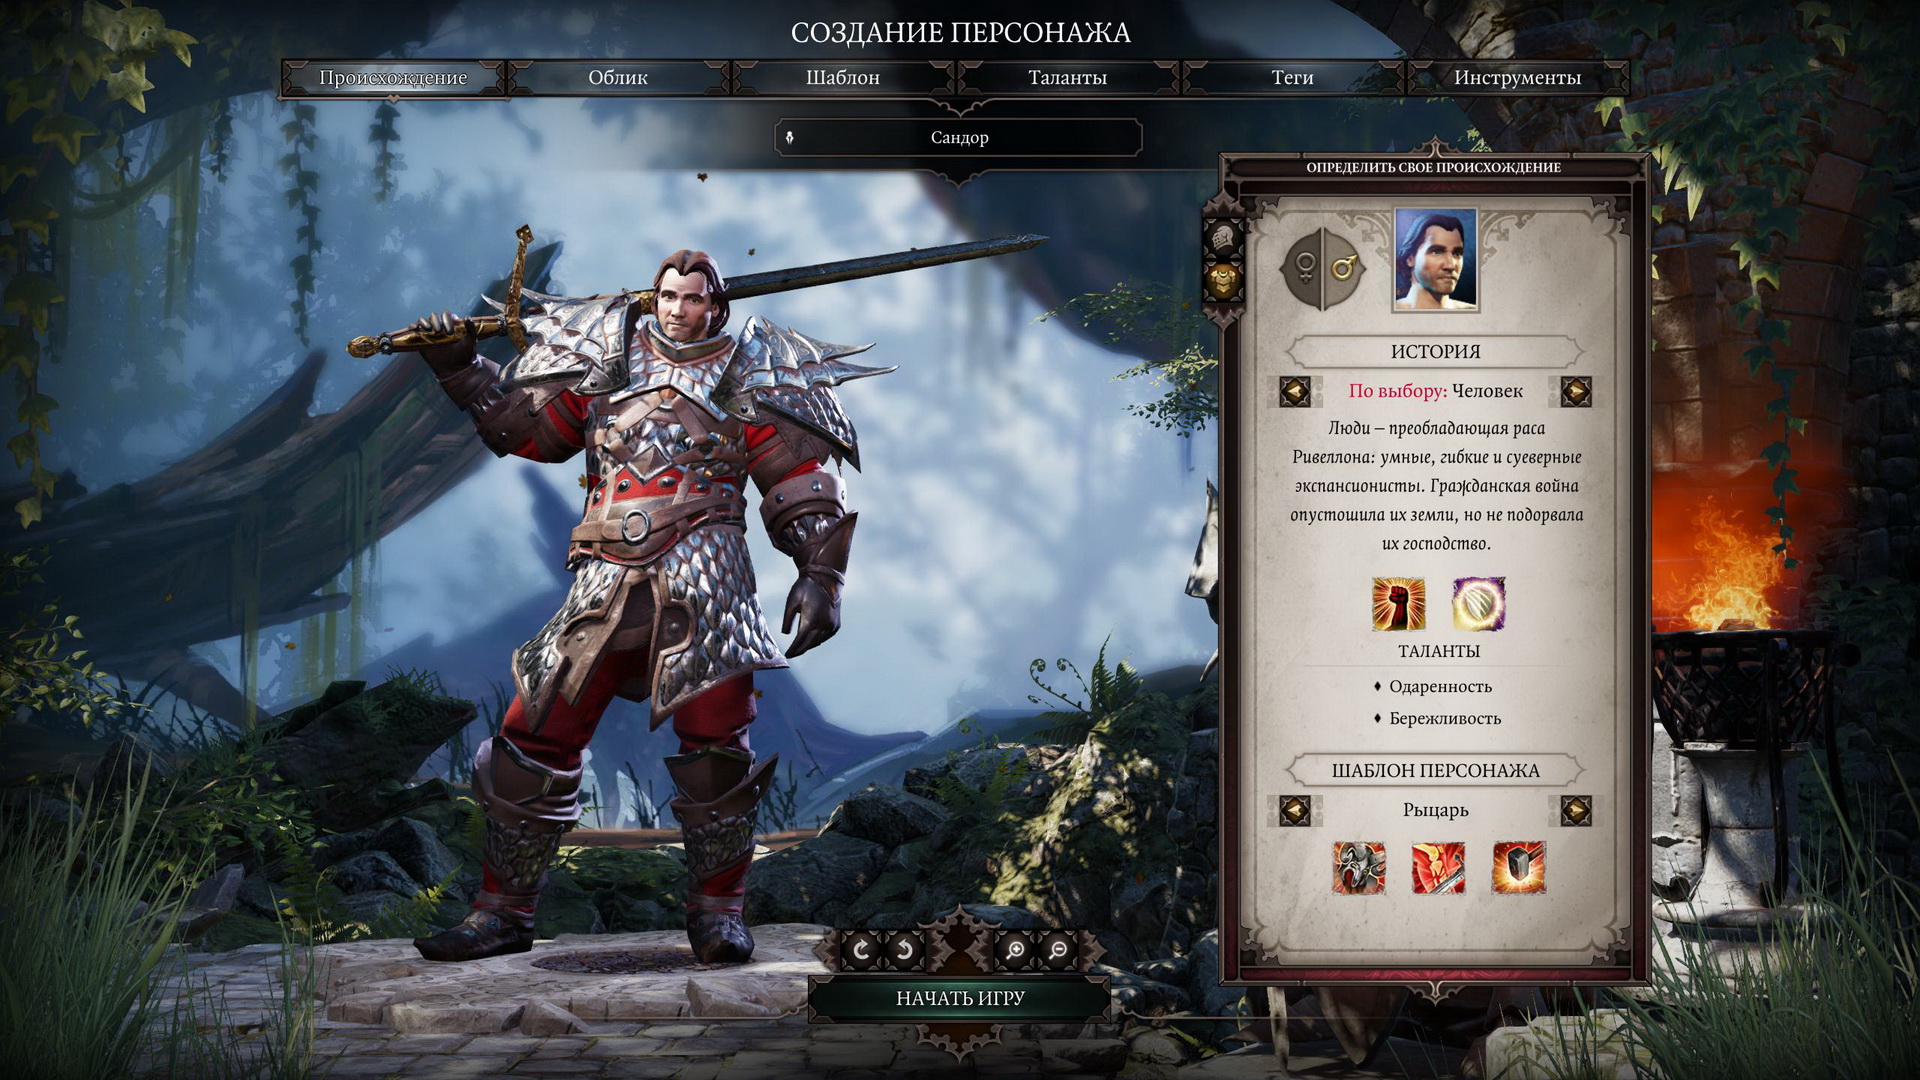 СОЗДАНИЕ ПЕРСОНАЖА
Происхождение
Облик
Шаблон
Таланты
Теги
Инструменты
Сандор
ОПРЕДЕЛИТЬ СВОЕ ПРОИСХОЖДЕНИЕ
ИСТОРИЯ
По выбору: Человек
Люди – преобладающая раса
Ривеллона: умные, гибкие и суеверные
экспансионисты. Гражданская война
опустошила их земли, но не подорвала
их господство.
ТАЛАНТЫ
Одаренность
Бережливость
ШАБЛОН ПЕРСОНАЖА
Рыцарь
НАЧАТЬ ИГРУ